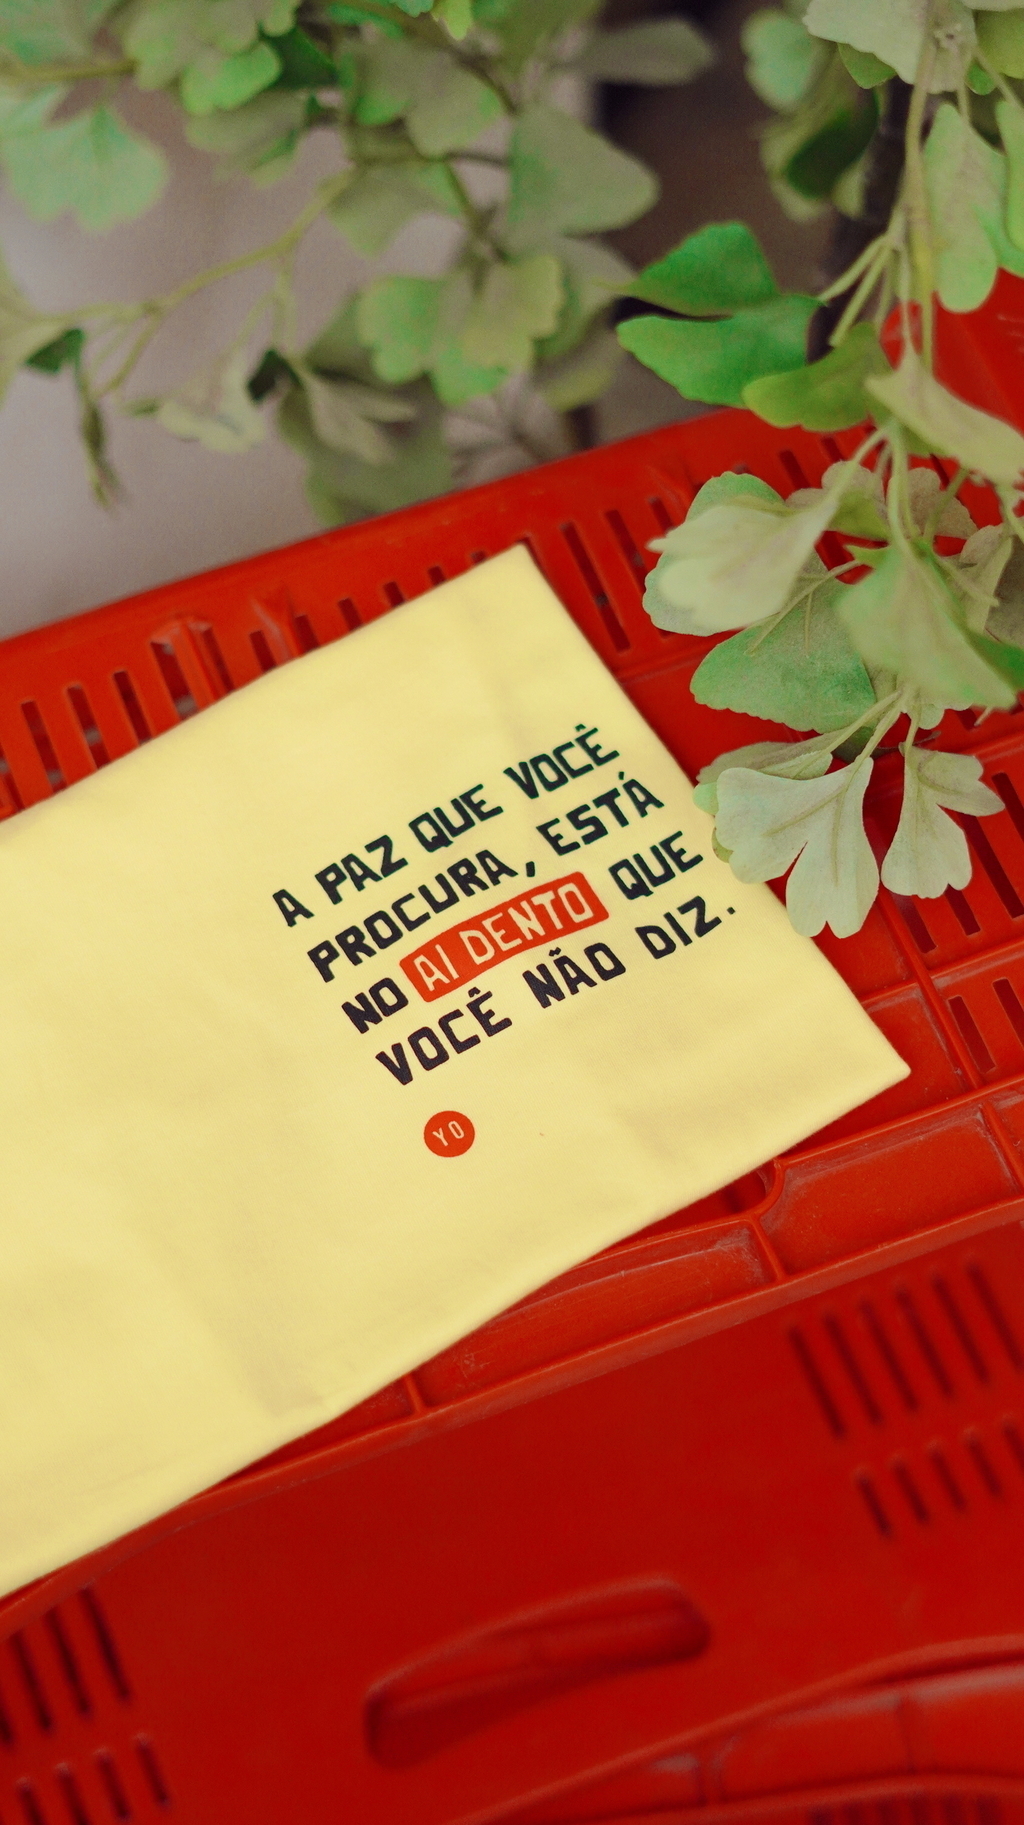 A PAZ QUE VOCÊ
PROCURA, ESTÁ
NO AI DENTO QUE
VOCÊ NÃO DIZ.
YO